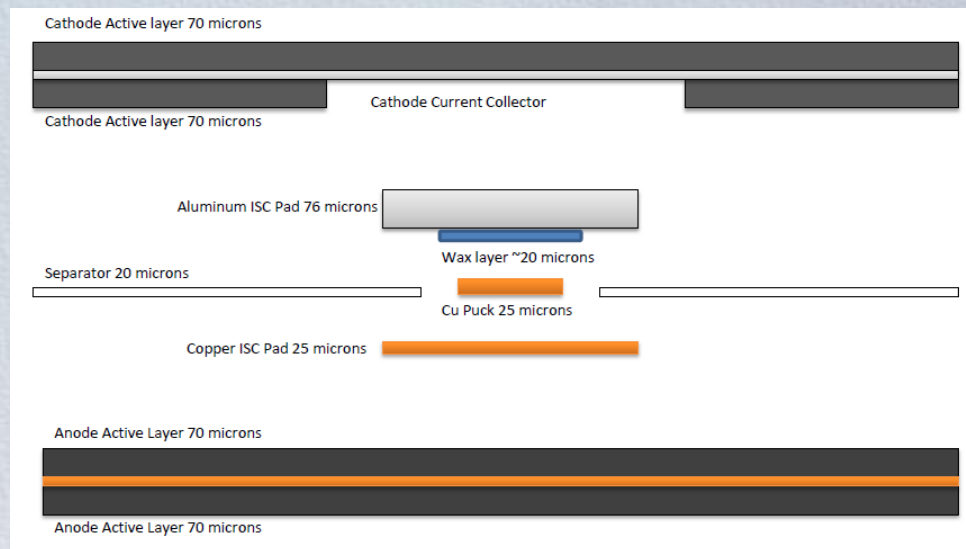 Cathode Active layer 70 microns
Cathode Current Collector
Cathode Active layer 70 microns
Aluminum ISC Pad 76 microns
Wax layer ~20 microns
Separator 20 microns
Cu Puck 25 microns
Copper ISC Pad 25 microns
Anode Active Layer 70 microns
Anode Active Layer 70 microns